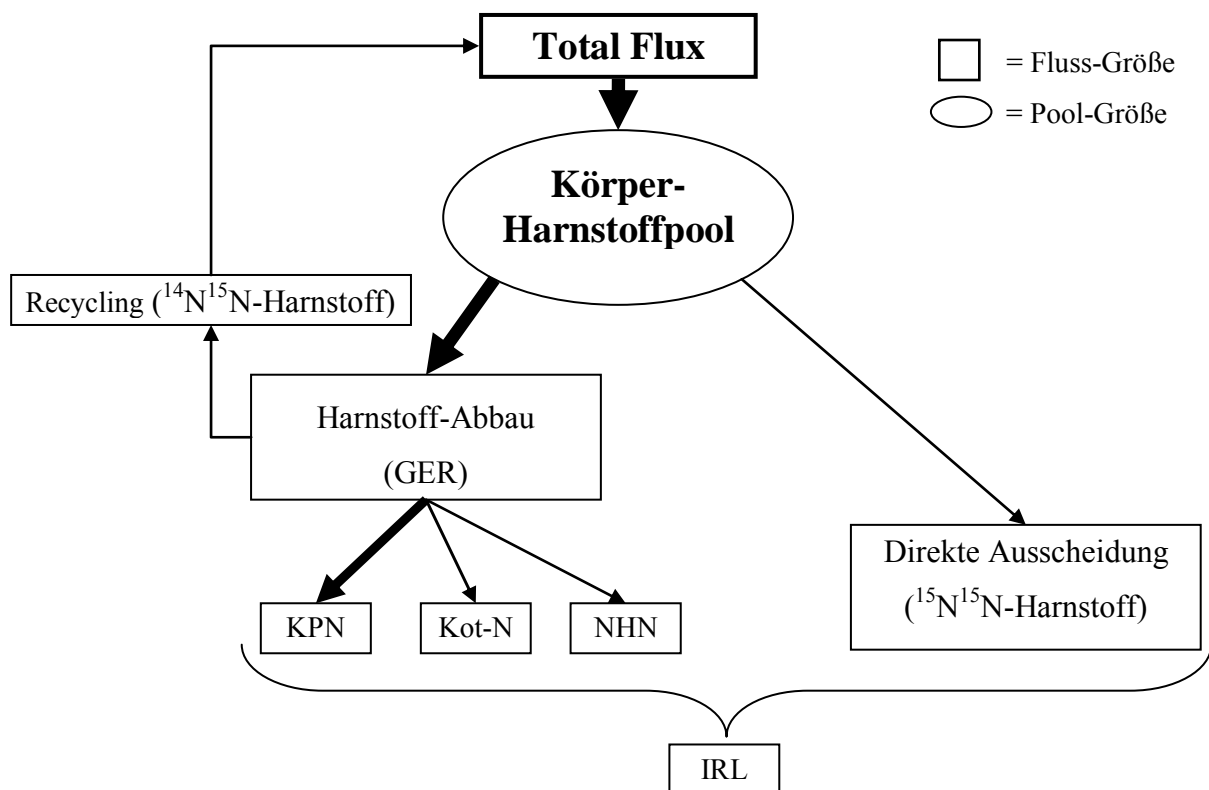 Total Flux
= Fluss-Größe
= Pool-Größe
Körper-
Harnstoffpool
Recycling (¹⁴N¹⁵N-Harnstoff)
Harnstoff-Abbau
(GER)
Direkte Ausscheidung
(¹⁵N¹⁵N-Harnstoff)
KPN
Kot-N
NHN
IRL